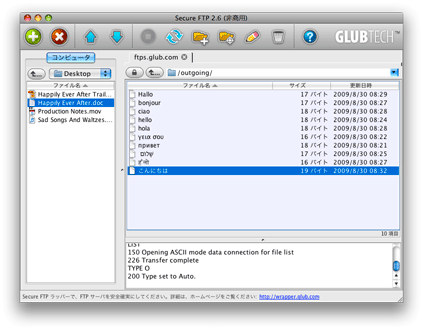 Secure FTP 2.6 (非商用)
GLUBTECH™
コンピュータ
ftps.glub.com
Desktop
/outgoing/
ファイル名
Happily Ever After Trail...
Happily Ever After.doc
Production Notes.mov
Sad Songs And Waltzes....
ファイル名 サイズ 更新日時
Hallo 17 バイト 2009/8/30 08:29
bonjour 17 バイト 2009/8/30 08:27
ciao 18 バイト 2009/8/30 08:26
hello 18 バイト 2009/8/30 08:24
hola 18 バイト 2009/8/30 08:26
γεια σου 16 バイト 2009/8/30 08:28
привет 18 バイト 2009/8/30 08:31
שלום 18 バイト 2009/8/30 08:25
16 バイト 2009/8/30 08:27
こんにちは 19 バイト 2009/8/30 08:32
10 項目
LIST
150 Opening ASCII mode data connection for file list
226 Transfer complete
TYPE O
200 Type set to Auto.
Secure FTP ラッパーで、FTP サーバを安全確実にしてください。詳細は、ホームページをご覧ください: http://wrapper.glub.com